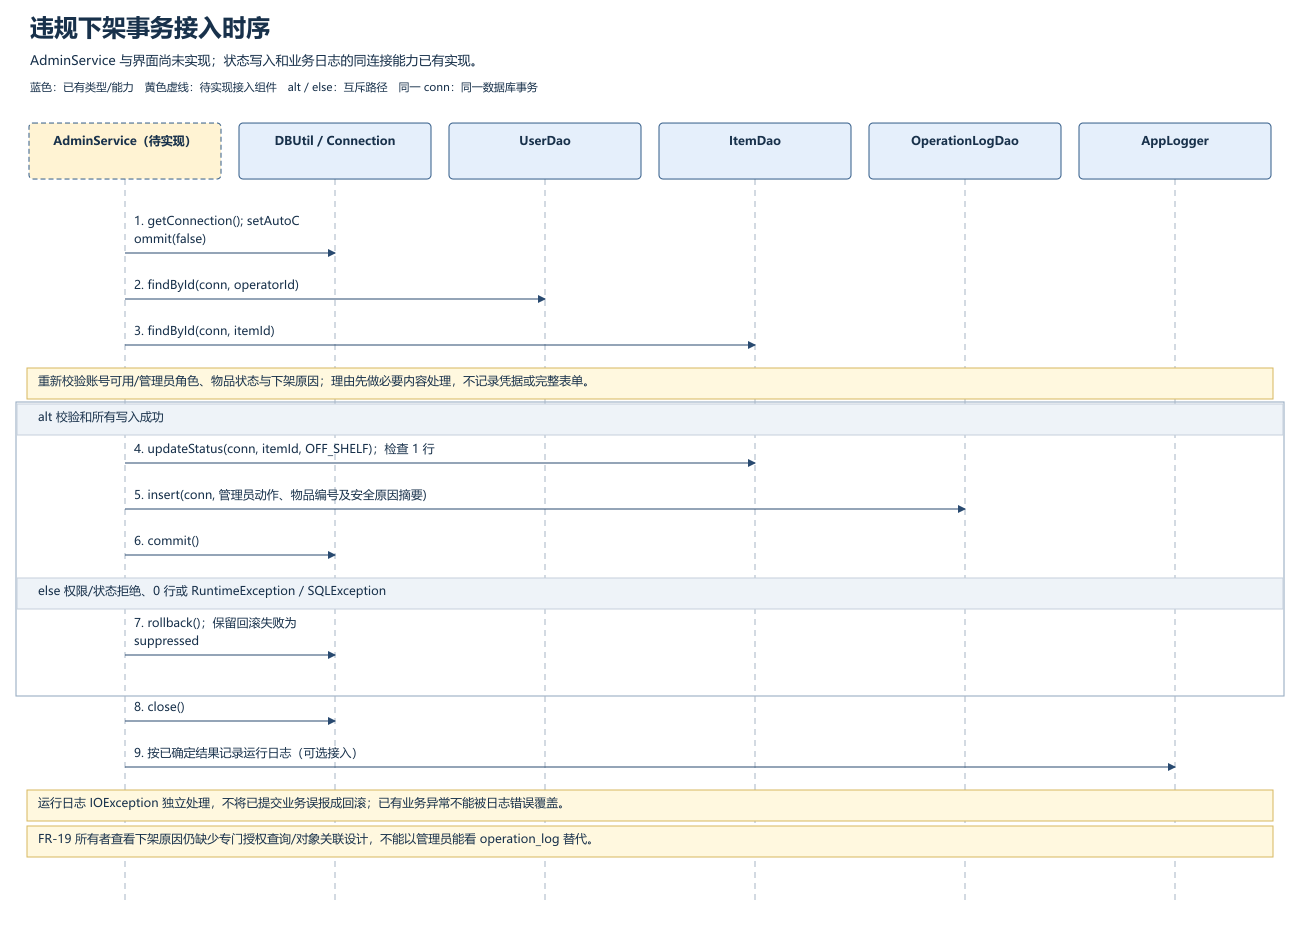 违规下架事务接入时序
AdminService 与界面尚未实现；状态写入和业务日志的同连接能力已有实现。
蓝色：已有类型/能力 黄色虚线：待实现接入组件 alt / else：互斥路径 同一 conn：同一数据库事务
AdminService（待实现）
DBUtil / Connection
UserDao
ItemDao
OperationLogDao
AppLogger
1. getConnection(); setAutoC
ommit(false)
2. findById(conn, operatorId)
3. findById(conn, itemId)
重新校验账号可用/管理员角色、物品状态与下架原因；理由先做必要内容处理，不记录凭据或完整表单。
alt 校验和所有写入成功
4. updateStatus(conn, itemId, OFF_SHELF)；检查 1 行
5. insert(conn, 管理员动作、物品编号及安全原因摘要)
6. commit()
else 权限/状态拒绝、0 行或 RuntimeException / SQLException
7. rollback()；保留回滚失败为
suppressed
8. close()
9. 按已确定结果记录运行日志（可选接入）
运行日志 IOException 独立处理，不将已提交业务误报成回滚；已有业务异常不能被日志错误覆盖。
FR-19 所有者查看下架原因仍缺少专门授权查询/对象关联设计，不能以管理员能看 operation_log 替代。